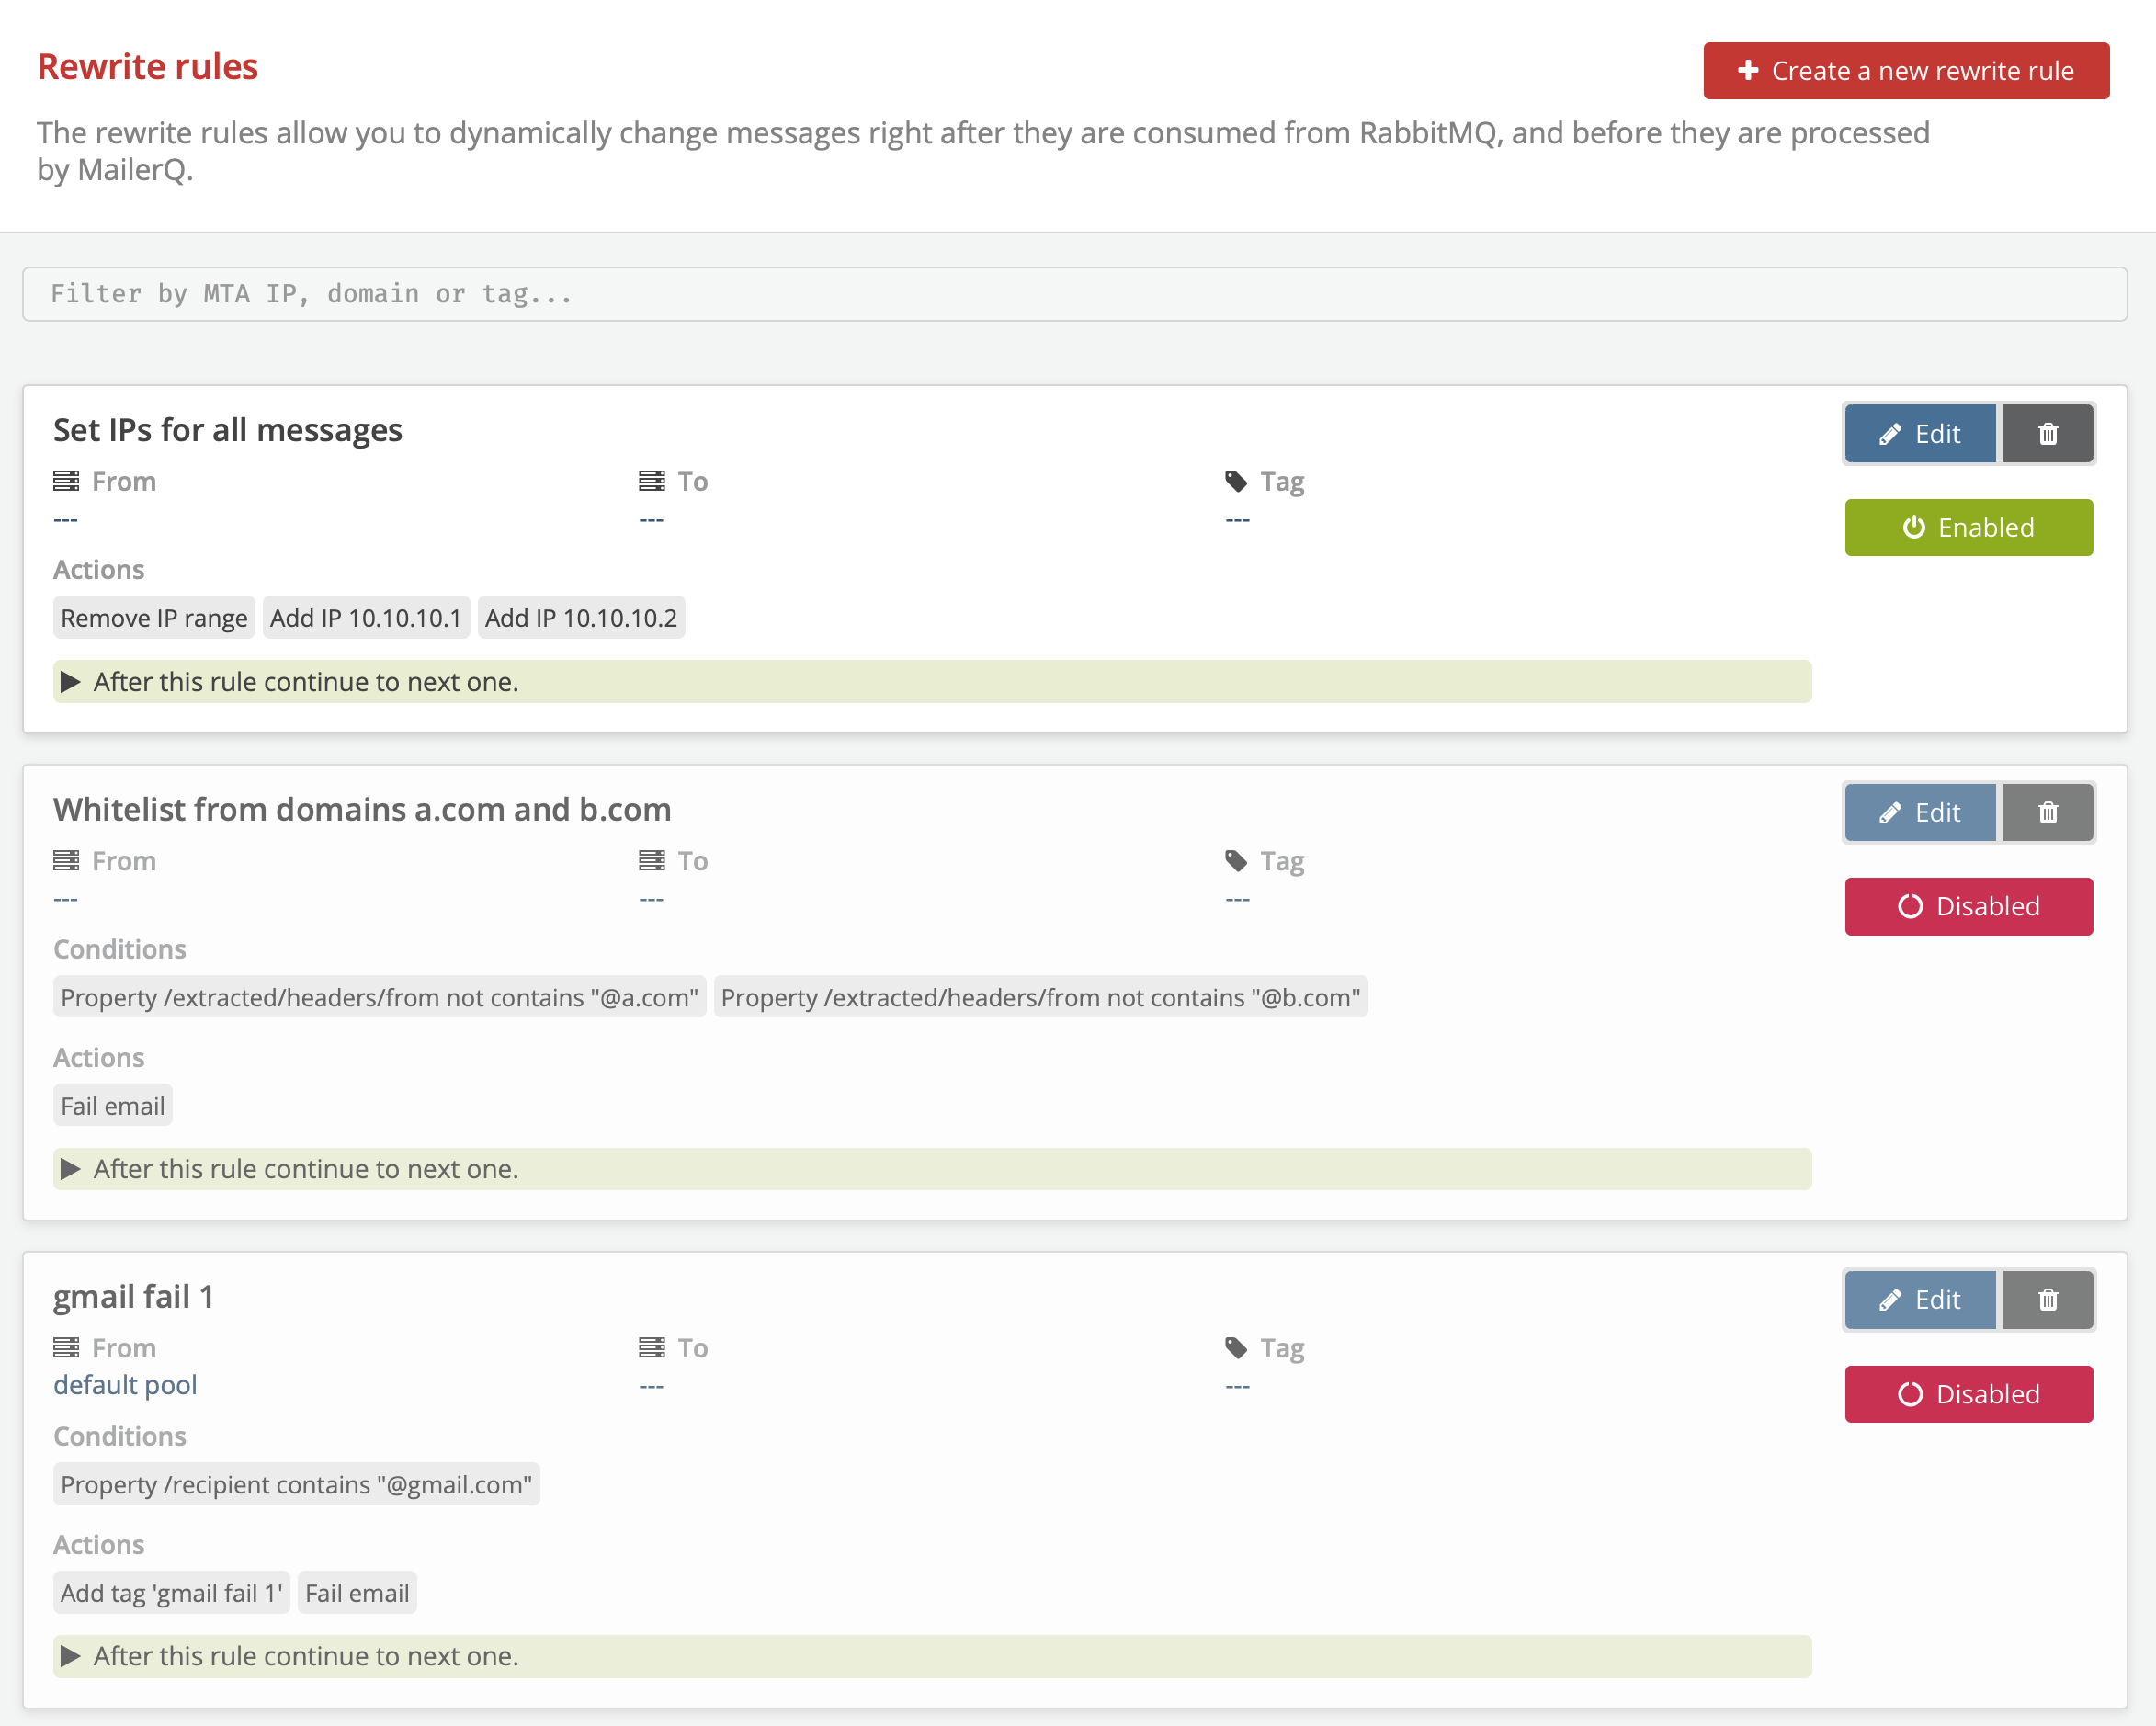 Rewrite rules
Create a new rewrite rule
The rewrite rules allow you to dynamically change messages right after they are consumed from RabbitMQ, and before they are processed
by MailerQ.
Filter by MTA IP, domain or tag...
Set IPs for all messages
Edit
From To Tag
--- --- ---
Enabled
Actions
Remove IP range Add IP 10.10.10.1 Add IP 10.10.10.2
After this rule continue to next one.
Whitelist from domains a.com and b.com
Edit
From To Tag
--- --- ---
Disabled
Conditions
Property /extracted/headers/from not contains "@a.com" Property /extracted/headers/from not contains "@b.com"
Actions
Fail email
After this rule continue to next one.
gmail fail 1
Edit
From To Tag
default pool --- ---
Disabled
Conditions
Property /recipient contains "@gmail.com"
Actions
Add tag 'gmail fail 1' Fail email
After this rule continue to next one.